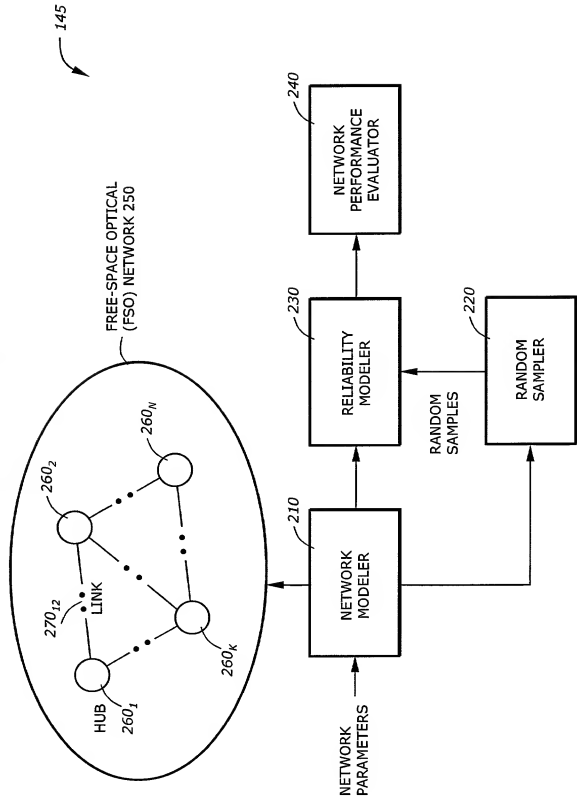 145
FREE-SPACE OPTICAL
(FSO) NETWORK 250
260₂
260N
270₁₂
LINK
HUB
260₁
260K
210
NETWORK
MODELER
230
RELIABILITY
MODELER
240
NETWORK
PERFORMANCE
EVALUATOR
NETWORK
PARAMETERS
RANDOM
SAMPLES
220
RANDOM
SAMPLER